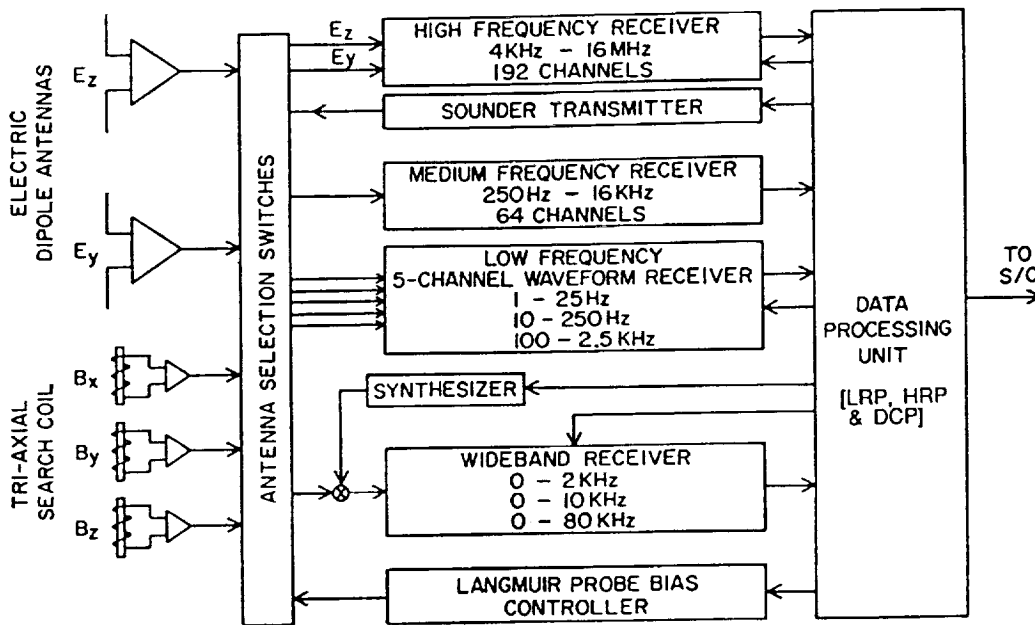 ELECTRIC
DIPOLE ANTENNAS
Ez
Ey
TRI-AXIAL
SEARCH COIL
Bx
By
Bz
ANTENNA SELECTION SWITCHES
Ez
Ey
HIGH FREQUENCY RECEIVER
4KHz - 16MHz
192 CHANNELS
SOUNDER TRANSMITTER
MEDIUM FREQUENCY RECEIVER
250Hz - 16KHz
64 CHANNELS
LOW FREQUENCY
5-CHANNEL WAVEFORM RECEIVER
1 - 25Hz
10 - 250Hz
100 - 2.5KHz
SYNTHESIZER
WIDEBAND RECEIVER
0 - 2KHz
0 - 10KHz
0 - 80KHz
LANGMUIR PROBE BIAS
CONTROLLER
DATA
PROCESSING
UNIT
[LRP, HRP
& DCP]
TO
S/C